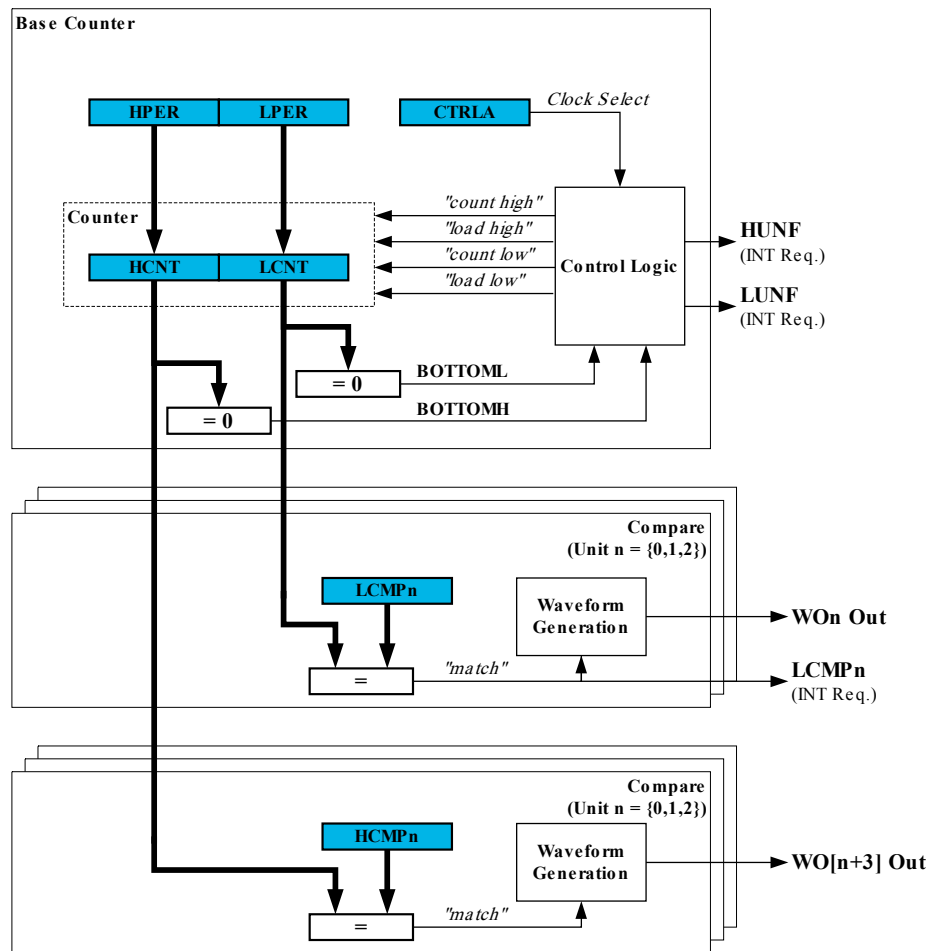 Base Counter
HPER LPER CTRLA Clock Select
"count high"
Counter
"load high"
HUNF
(INT Req.)
HCNT LCNT
"count low"
Control Logic
"load low"
LUNF
(INT Req.)
= 0
BOTTOML
= 0
BOTTOMH
Compare
(Unit n = {0,1,2})
LCMPn
Waveform
Generation
WOn Out
=
"match"
LCMPn
(INT Req.)
Compare
(Unit n = {0,1,2})
HCMPn
Waveform
Generation
WO[n+3] Out
=
"match"